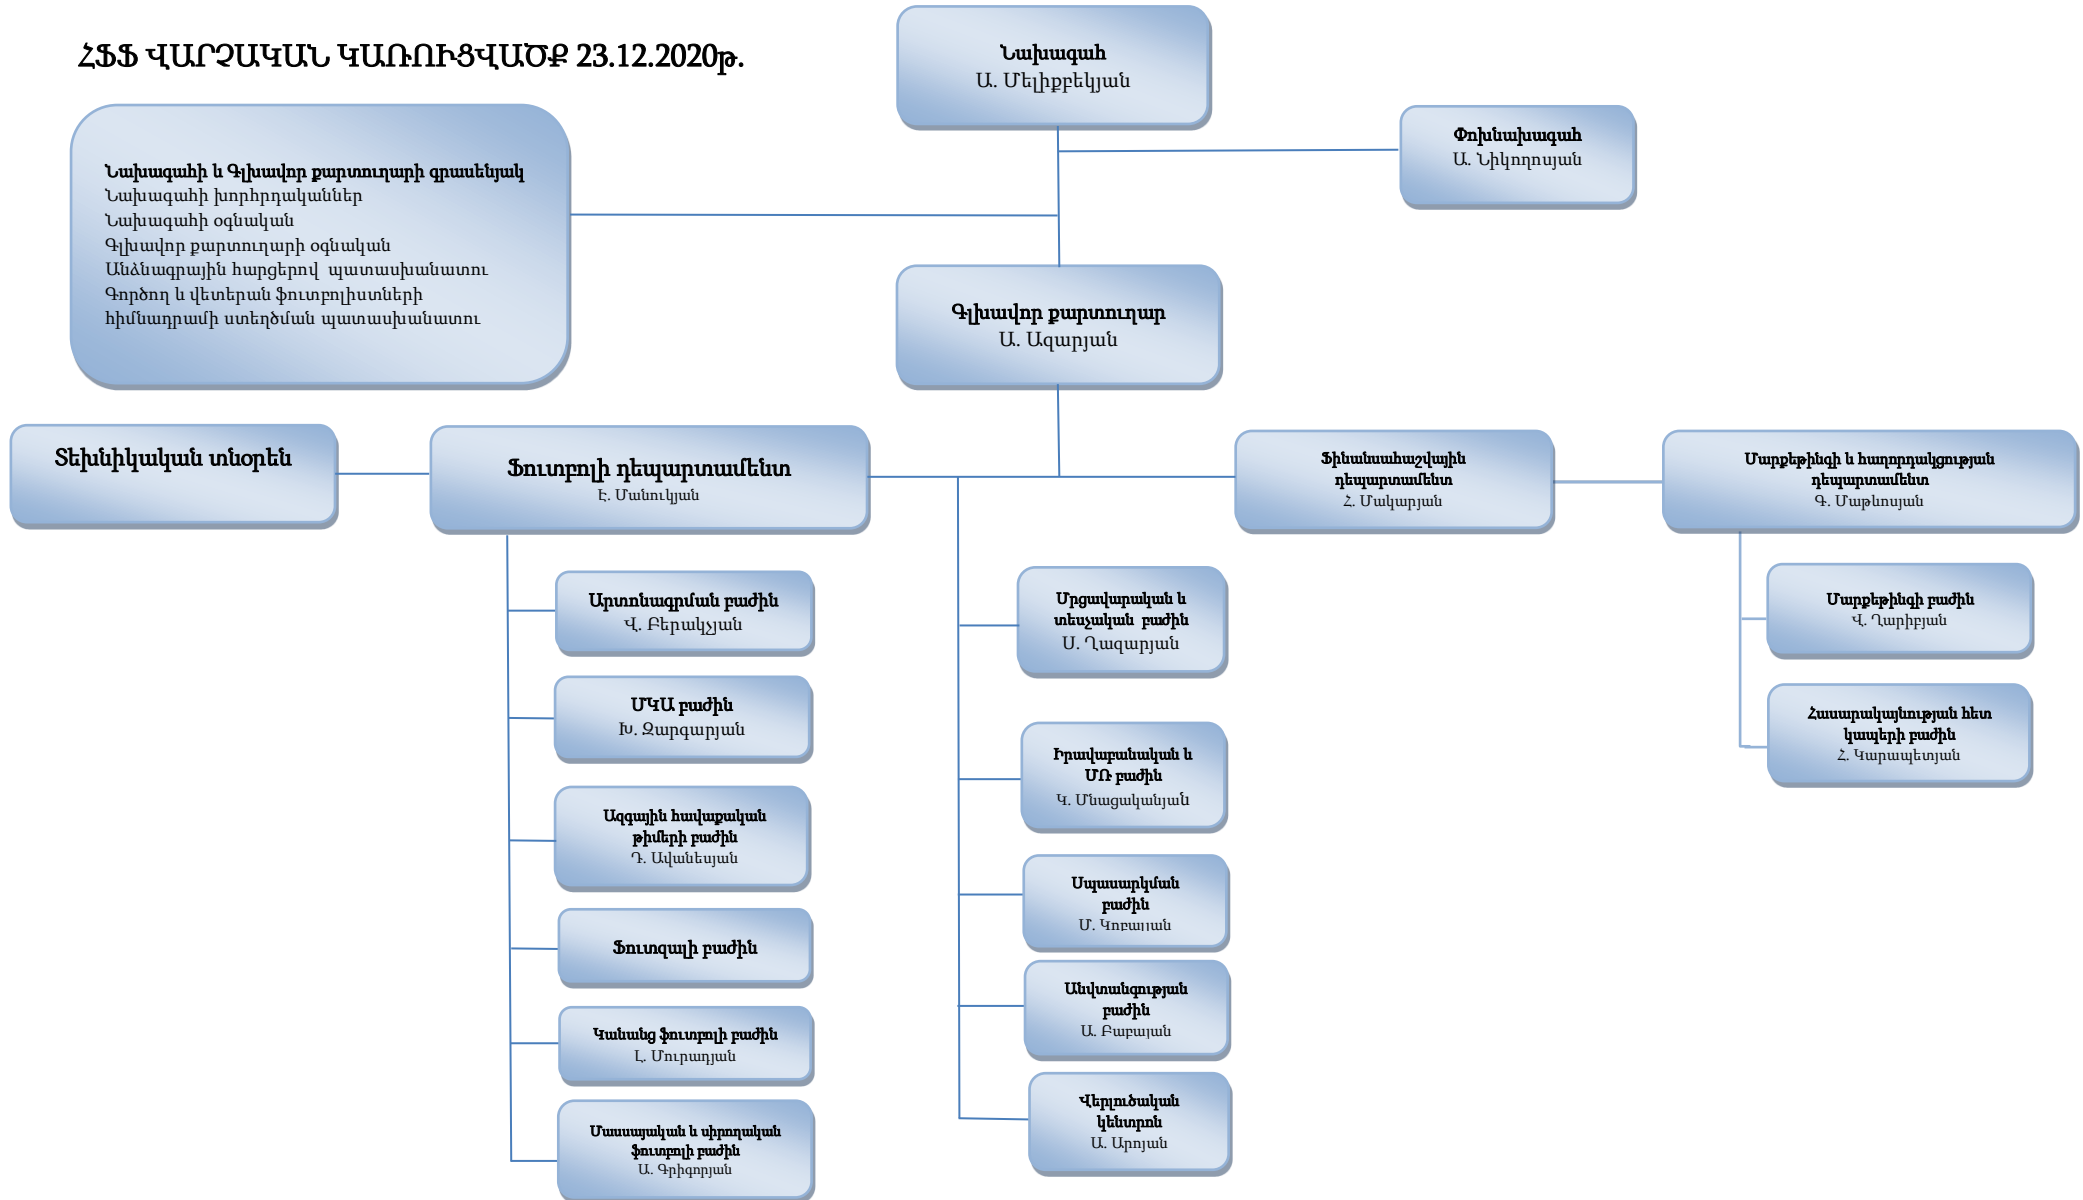 ՀՖՖ ՎԱՐՉԱԿԱՆ ԿԱՌՈՒՑՎԱԾՔ 23.12.2020թ.
Նախագահ
Ա. Մելիքբեկյան
Փոխնախագահ
Ա. Նիկողոսյան
Նախագահի և Գլխավոր քարտուղարի գրասենյակ
Նախագահի խորհրդականներ
Նախագահի օգնական
Գլխավոր քարտուղարի օգնական
Անձնագրային հարցերով պատասխանատու
Գործող և վետերան ֆուտբոլիստների
հիմնադրամի ստեղծման պատասխանատու
Գլխավոր քարտուղար
Ա. Ազարյան
Տեխնիկական տնօրեն
Ֆուտբոլի դեպարտամենտ
Է. Մանուկյան
Ֆինանսահաշվային
դեպարտամենտ
Հ. Մակարյան
Մարքեթինգի և հաղորդակցության
դեպարտամենտ
Գ. Մաթևոսյան
Արտոնագրման բաժին
Վ. Բերակչյան
ՄԿԱ բաժին
Խ. Զարգարյան
Ազգային հավաքական
թիմերի բաժին
Դ. Ավանեսյան
Ֆուտզալի բաժին
Կանանց ֆուտբոլի բաժին
Լ. Մուրադյան
Մասսայական և սիրողական
ֆուտբոլի բաժին
Ա. Գրիգորյան
Մրցավարական և
տեսչական բաժին
Ս. Ղազարյան
Իրավաբանական և
ՄՌ բաժին
Կ. Մնացականյան
Սպասարկման
բաժին
Մ. Կոբալյան
Անվտանգության
բաժին
Ա. Բաբայան
Վերլուծական
կենտրոն
Ա. Արոյան
Մարքեթինգի բաժին
Վ. Ղարիբյան
Հասարակայնության հետ
կապերի բաժին
Հ. Կարապետյան